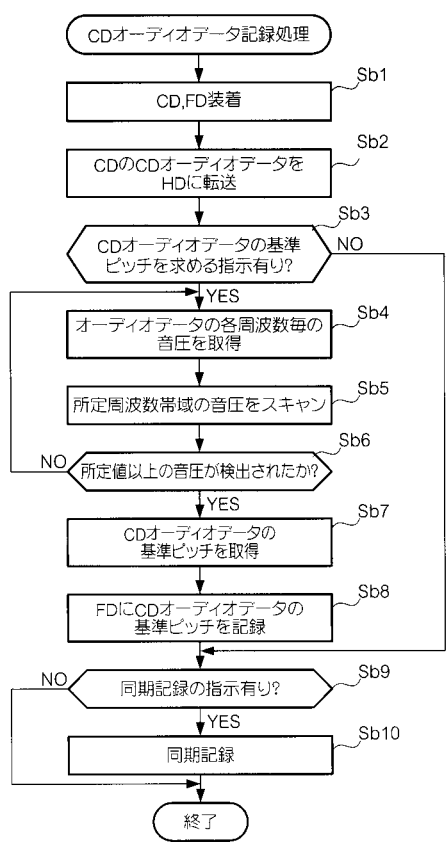 CDオーディオデータ記録処理
Sb1
CD,FD装着
Sb2
CDのCDオーディオデータを
HDに転送
Sb3
CDオーディオデータの基準
ピッチを求める指示有り?
NO
YES
Sb4
オーディオデータの各周波数毎の
音圧を取得
Sb5
所定周波数帯域の音圧をスキャン
Sb6
NO
所定値以上の音圧が検出されたか?
YES
Sb7
CDオーディオデータの
基準ピッチを取得
Sb8
FDにCDオーディオデータの
基準ピッチを記録
Sb9
NO
同期記録の指示有り?
YES
Sb10
同期記録
終了